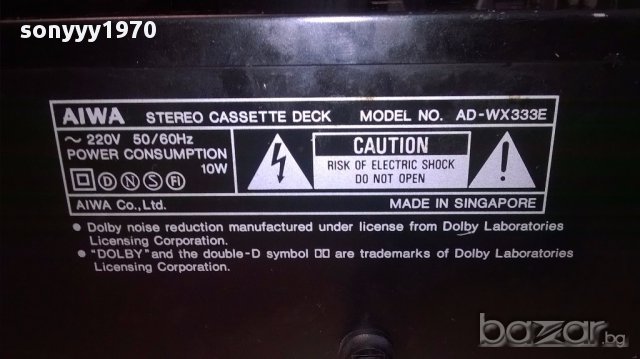 sonyyy1970
AIWA STEREO CASSETTE DECK MODEL NO. AD-WX333E
~ 220V 50/60Hz
POWER CONSUMPTION
10W
D N S FI
AIWA Co., Ltd.
CAUTION
RISK OF ELECTRIC SHOCK
DO NOT OPEN
MADE IN SINGAPORE
• Dolby noise reduction manufactured under license from Dolby Laboratories
Licensing Corporation.
• "DOLBY" and the double-D symbol DD are trademarks of Dolby Laboratories
Licensing Corporation.
bazar.bg